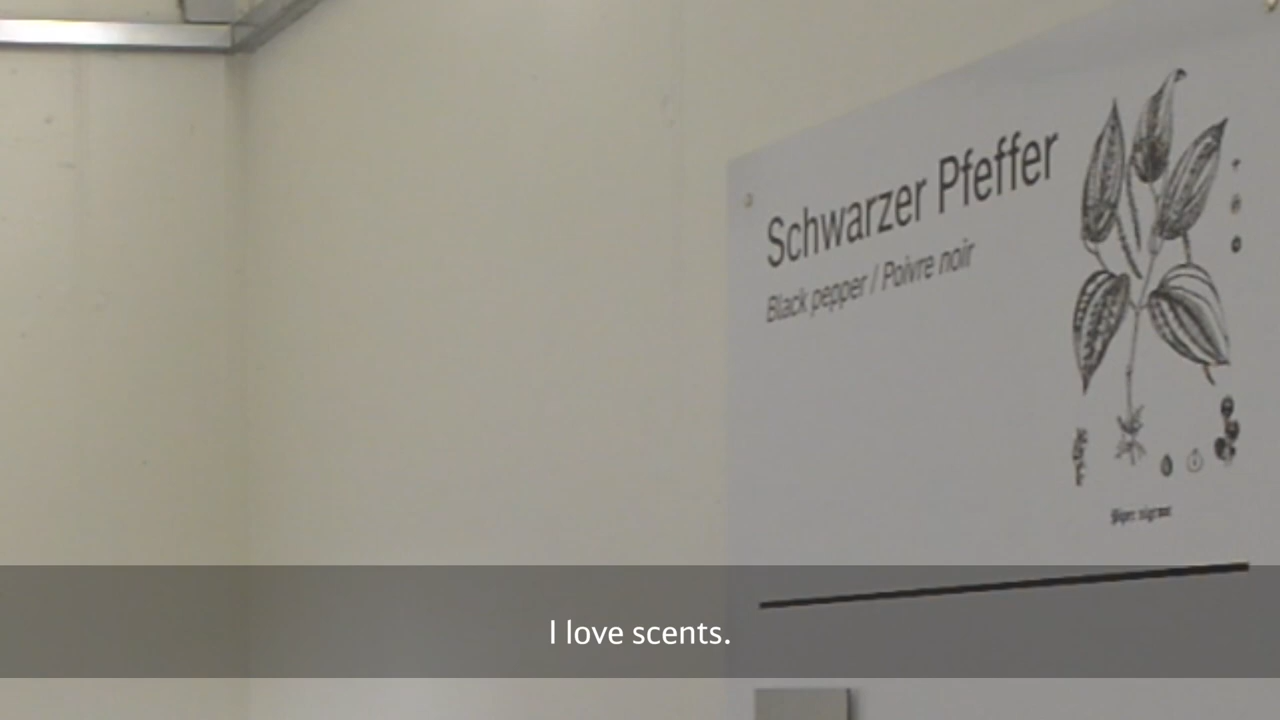 Schwarzer Pfeffer
Black pepper / Poivre noir
I love scents.